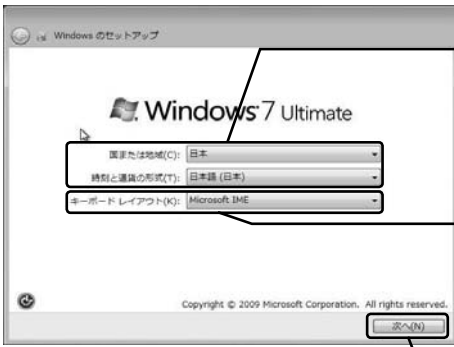 Windows のセットアップ
Windows 7 Ultimate
国または地域(C): 日本
時刻と通貨の形式(T): 日本語 (日本)
キーボード レイアウト(K): Microsoft IME
Copyright © 2009 Microsoft Corporation. All rights reserved.
次へ(N)